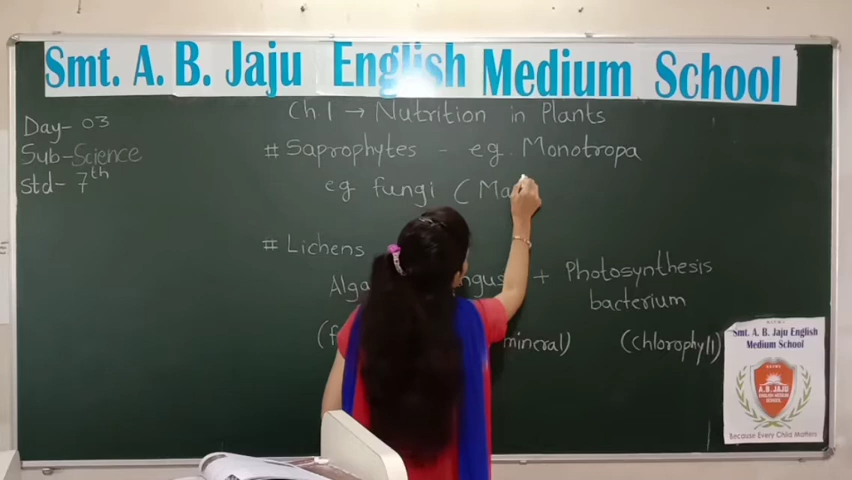 Smt. A. B. Jaju English Medium School
Ch.1 → Nutrition in Plants
Day- 03
Sub-Science
std- 7th
# Saprophytes - eg. Monotropa
eg fungi (Ma
# Lichens
Alga
ngus + Photosynthesis
bacterium
(f
mineral) (chlorophyll)
Smt. A. B. Jaju English
Medium School
A.B. JAJU
ENGLISH MEDIUM
SCHOOL
Because Every Child Matters